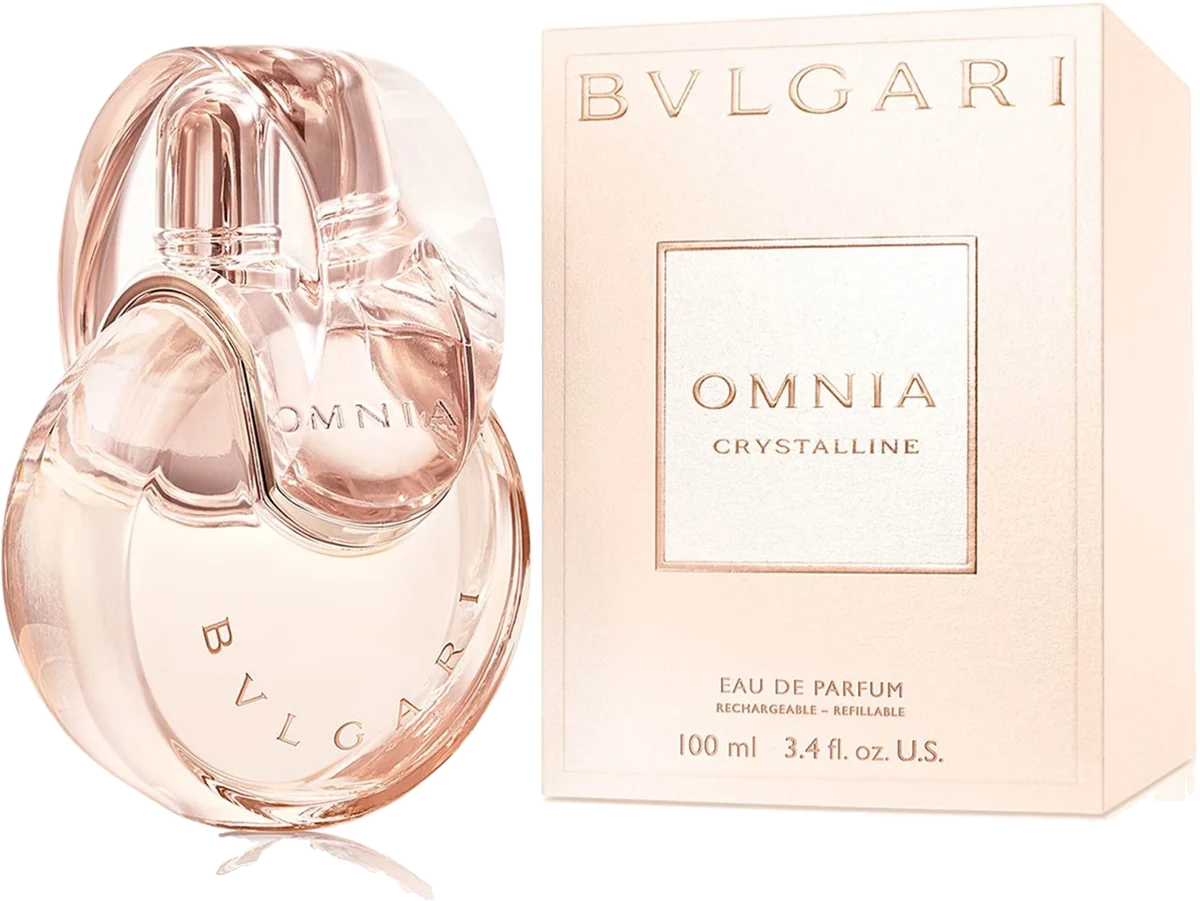 OMNIA
BVLGARI
BVLGARI
OMNIA
CRYSTALLINE
EAU DE PARFUM
RECHARGEABLE – REFILLABLE
100 ml 3.4 fl. oz. U.S.